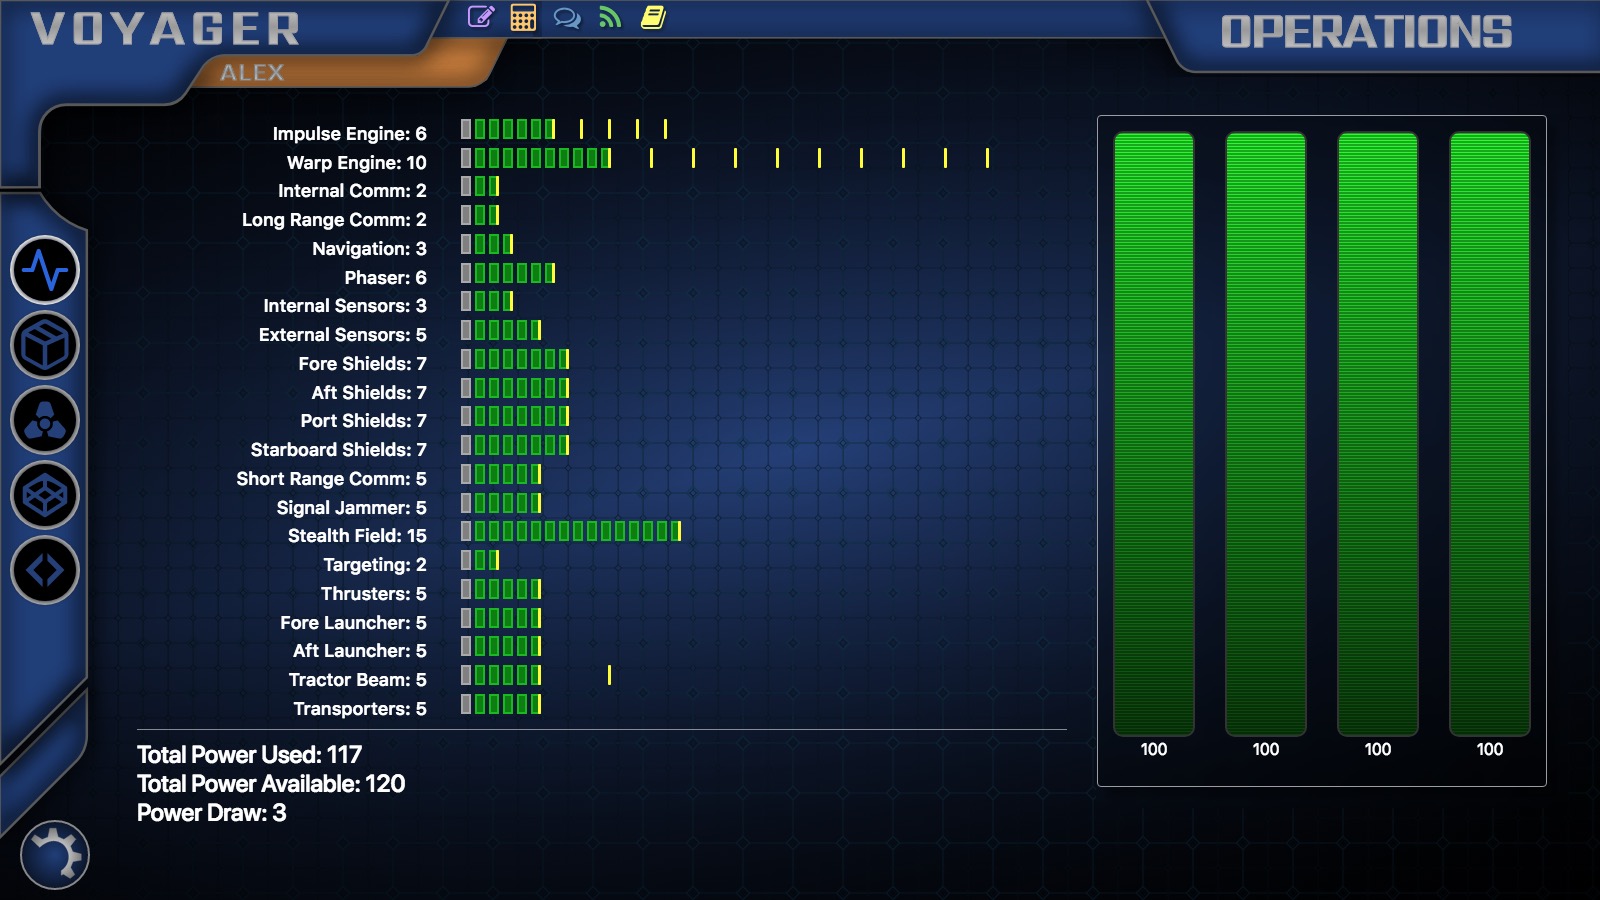 VOYAGER
OPERATIONS
ALEX
Impulse Engine: 6
Warp Engine: 10
Internal Comm: 2
Long Range Comm: 2
Navigation: 3
Phaser: 6
Internal Sensors: 3
External Sensors: 5
Fore Shields: 7
Aft Shields: 7
Port Shields: 7
Starboard Shields: 7
Short Range Comm: 5
Signal Jammer: 5
Stealth Field: 15
Targeting: 2
Thrusters: 5
Fore Launcher: 5
Aft Launcher: 5
Tractor Beam: 5
Transporters: 5
Total Power Used: 117
Total Power Available: 120
Power Draw: 3
100 100 100 100